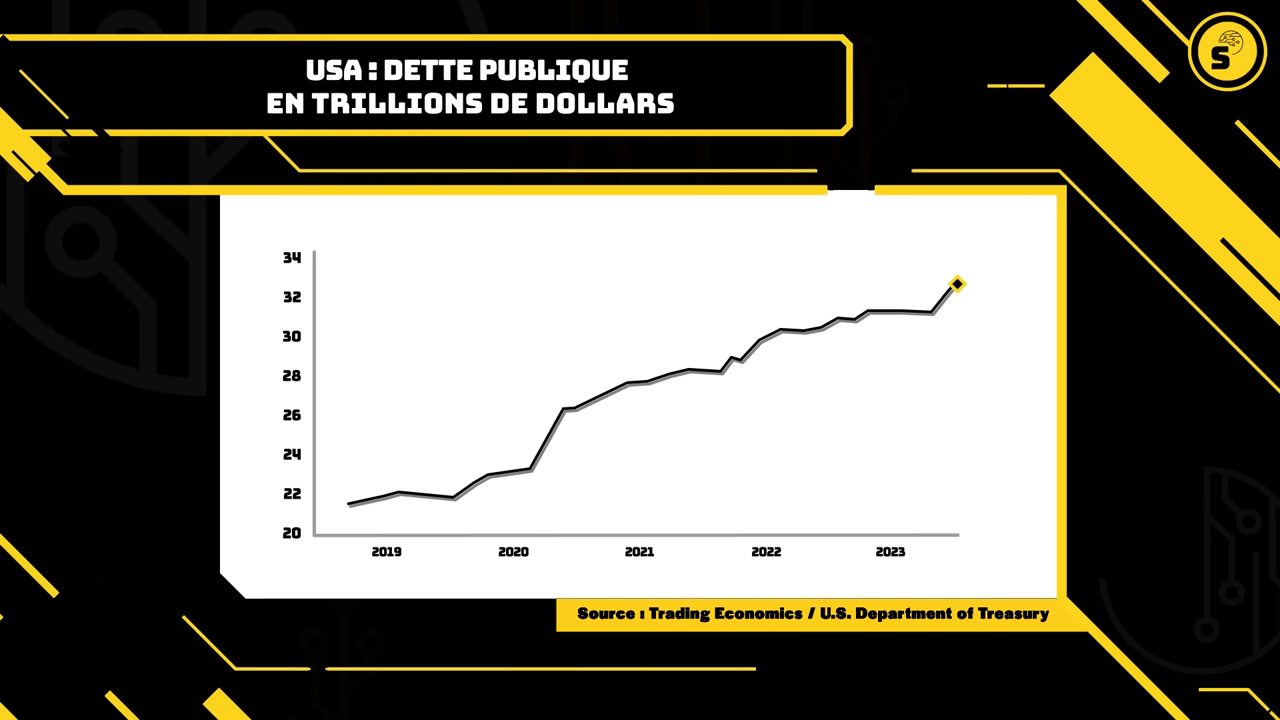 USA : DETTE PUBLIQUE
EN TRILLIONS DE DOLLARS
S
34
32
30
28
26
24
22
20
2019 2020 2021 2022 2023
Source : Trading Economics / U.S. Department of Treasury